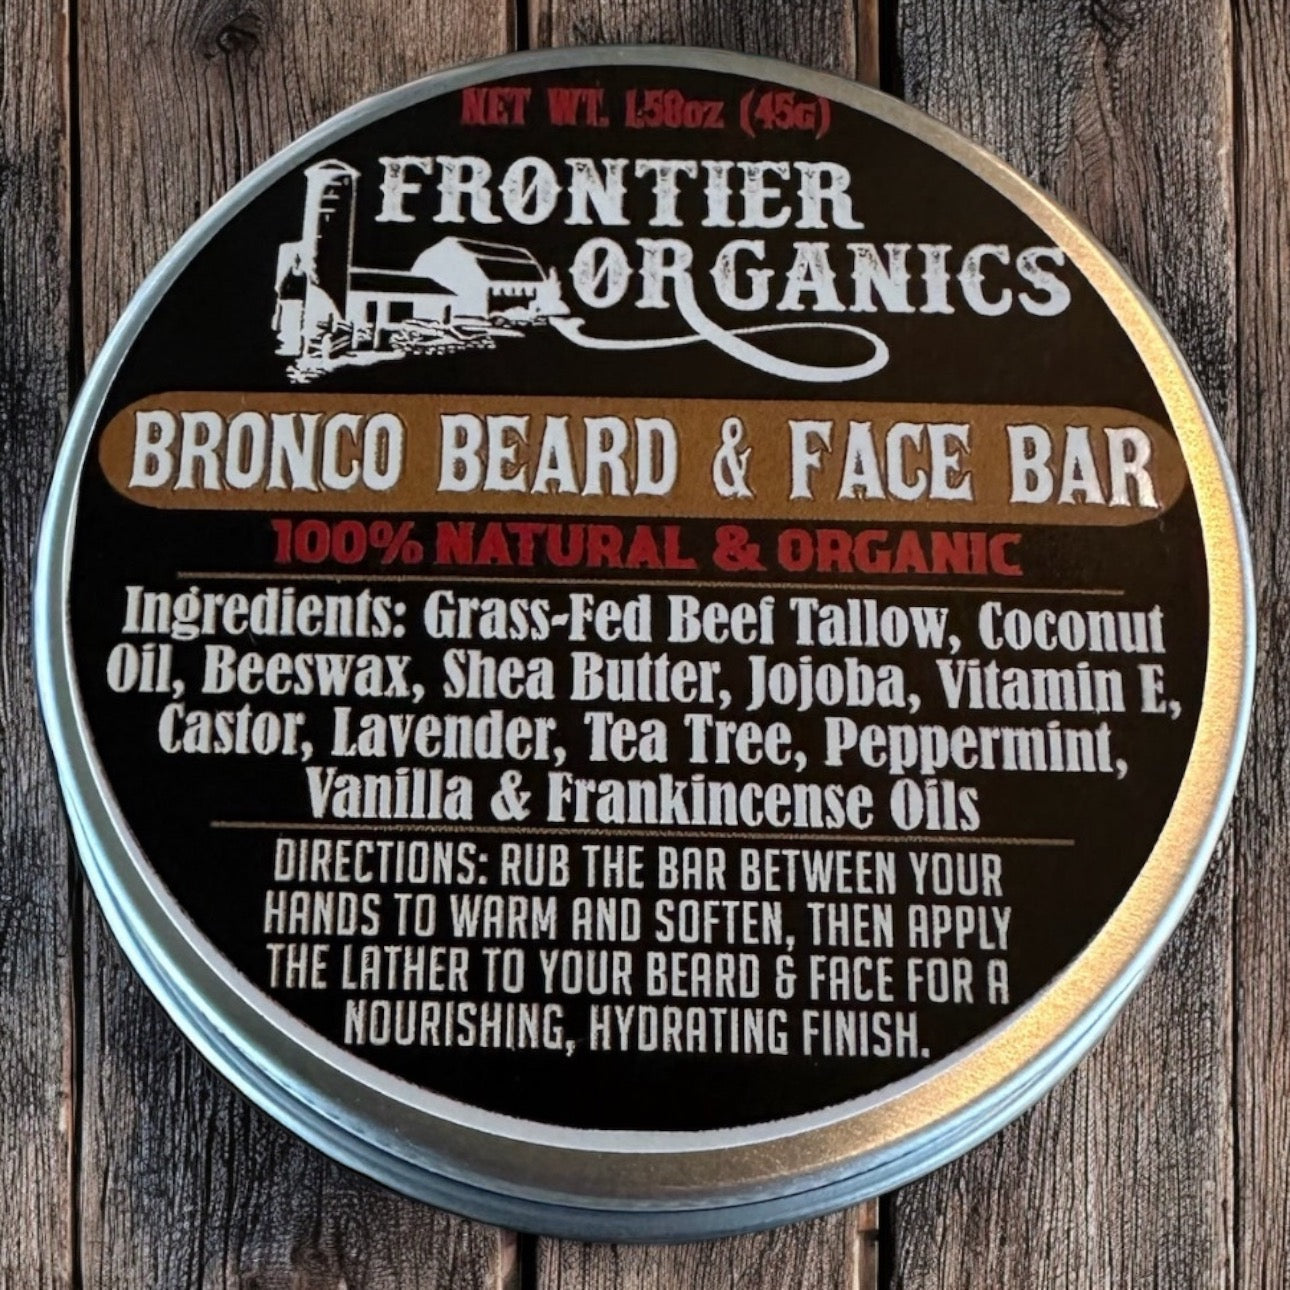 NET WT. 1.58oz (45G)
FRONTIER
ORGANICS
BRONCO BEARD & FACE BAR
100% NATURAL & ORGANIC
Ingredients: Grass-Fed Beef Tallow, Coconut
Oil, Beeswax, Shea Butter, Jojoba, Vitamin E,
Castor, Lavender, Tea Tree, Peppermint,
Vanilla & Frankincense Oils
DIRECTIONS: RUB THE BAR BETWEEN YOUR
HANDS TO WARM AND SOFTEN, THEN APPLY
THE LATHER TO YOUR BEARD & FACE FOR A
NOURISHING, HYDRATING FINISH.